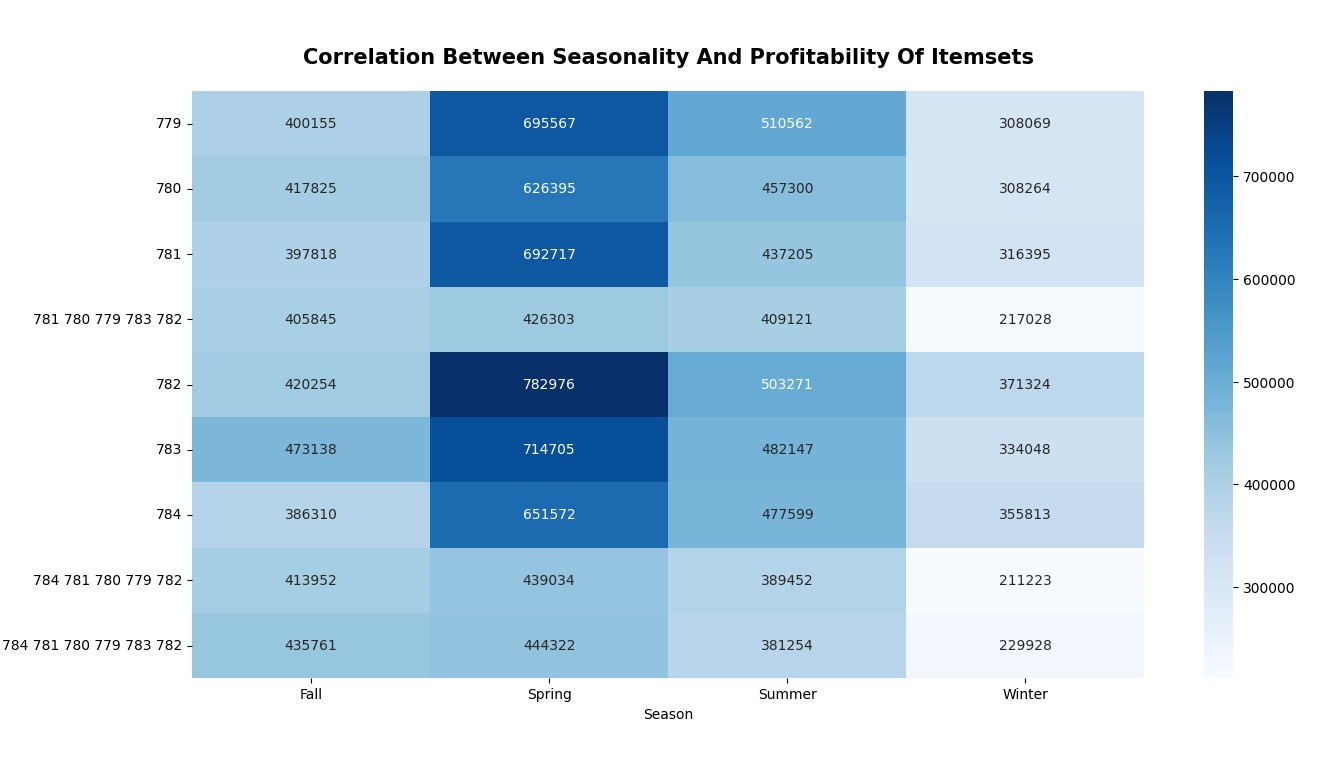 Correlation Between Seasonality And Profitability Of Itemsets
779 400155 695567 510562 308069
780 417825 626395 457300 308264
781 397818 692717 437205 316395
781 780 779 783 782 405845 426303 409121 217028
782 420254 782976 503271 371324
783 473138 714705 482147 334048
784 386310 651572 477599 355813
784 781 780 779 782 413952 439034 389452 211223
784 781 780 779 783 782 435761 444322 381254 229928
Fall Spring Summer Winter
Season
700000
600000
500000
400000
300000